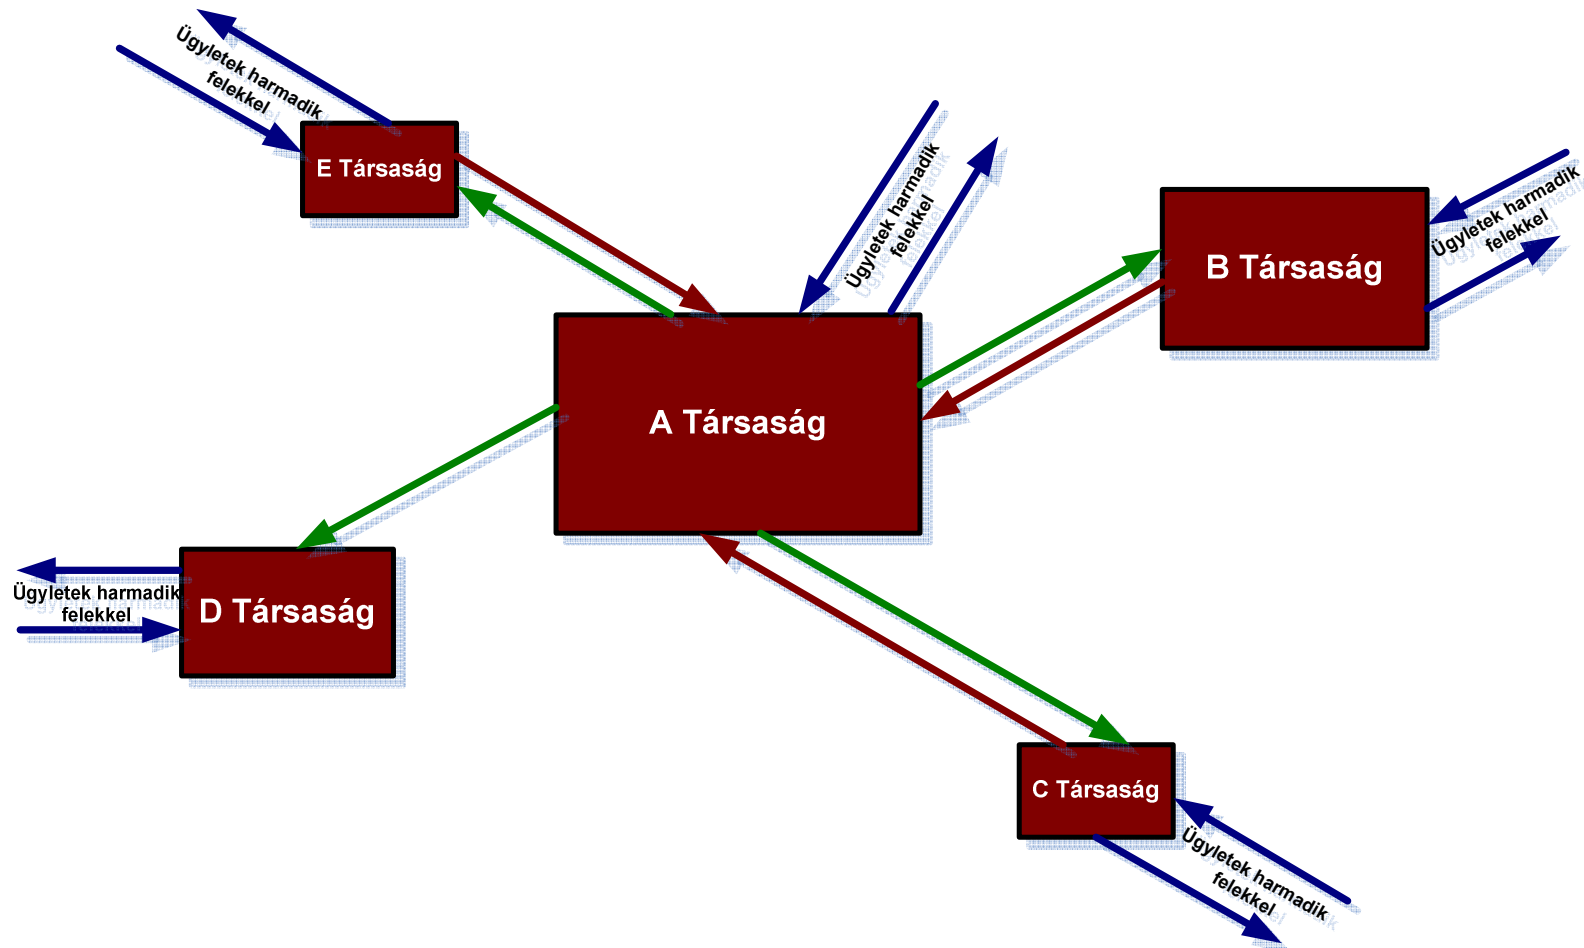 Ügyletek harmadik
felekkel
E Társaság
Ügyletek harmadik
felekkel
B Társaság
Ügyletek harmadik
felekkel
A Társaság
D Társaság
Ügyletek harmadik
felekkel
C Társaság
Ügyletek harmadik
felekkel